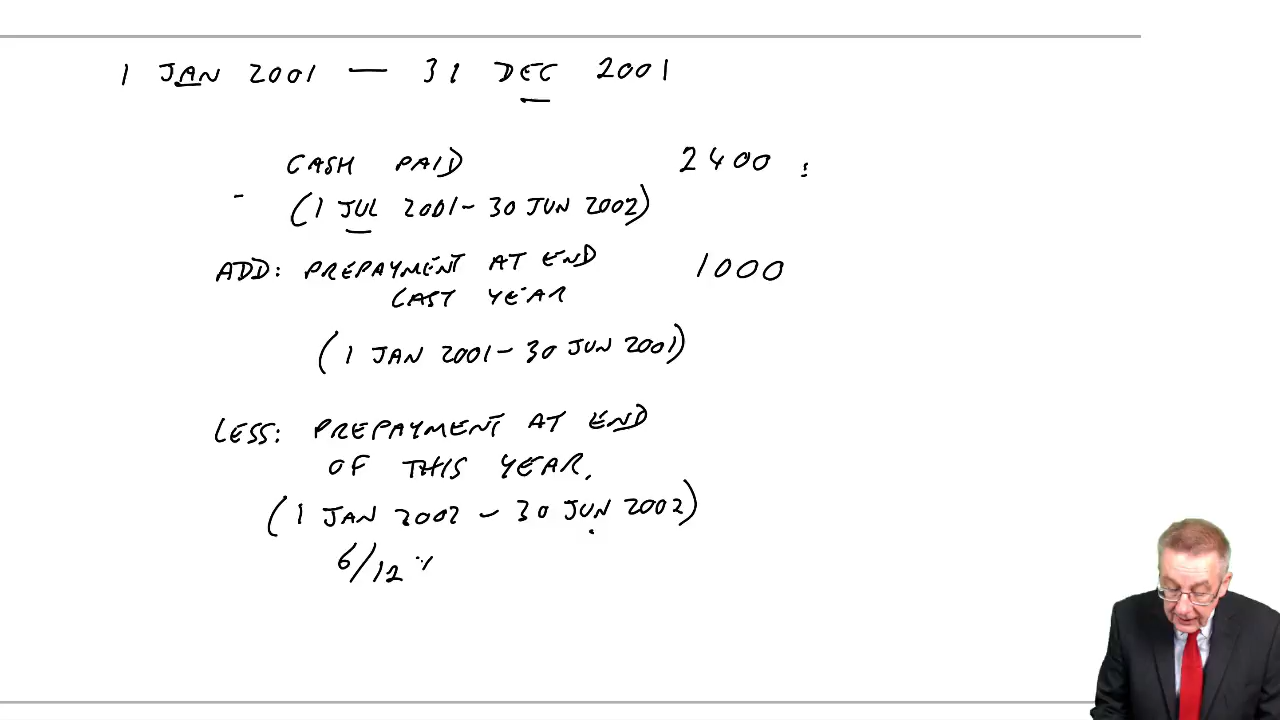 1 JAN 2001 — 31 DEC 2001
CASH PAID 2400
(1 JUL 2001 - 30 JUN 2002)
ADD: PREPAYMENT AT END 1000
LAST YEAR
(1 JAN 2001 - 30 JUN 2001)
LESS: PREPAYMENT AT END
OF THIS YEAR.
(1 JAN 2002 - 30 JUN 2002)
6/12